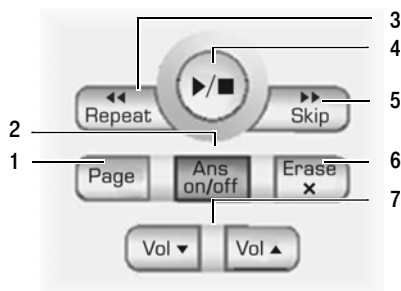 3
4
5
◀◀
Repeat
▶/■
▶▶
Skip
2
1
6
7
Page
Ans
on/off
Erase
×
Vol ▼
Vol ▲